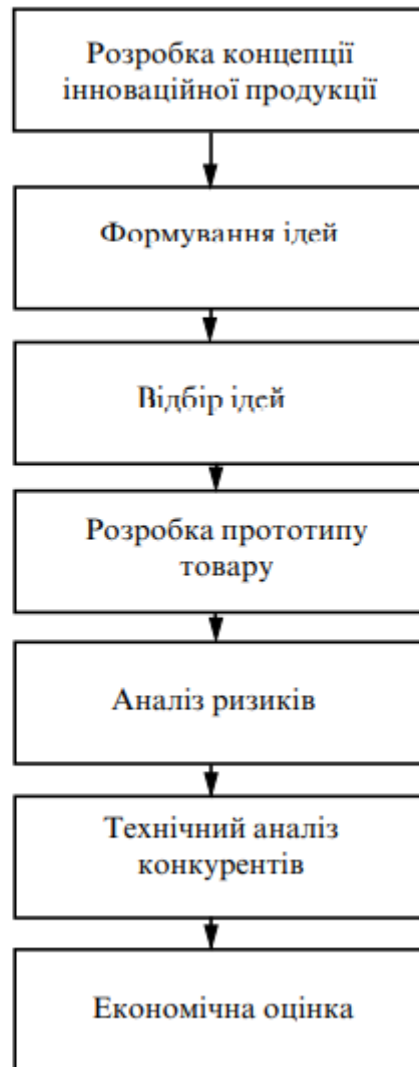 Розробка концепції
інноваційної продукції
Формування ідей
Відбір ідей
Розробка прототипу
товару
Аналіз ризиків
Технічний аналіз
конкурентів
Економічна оцінка